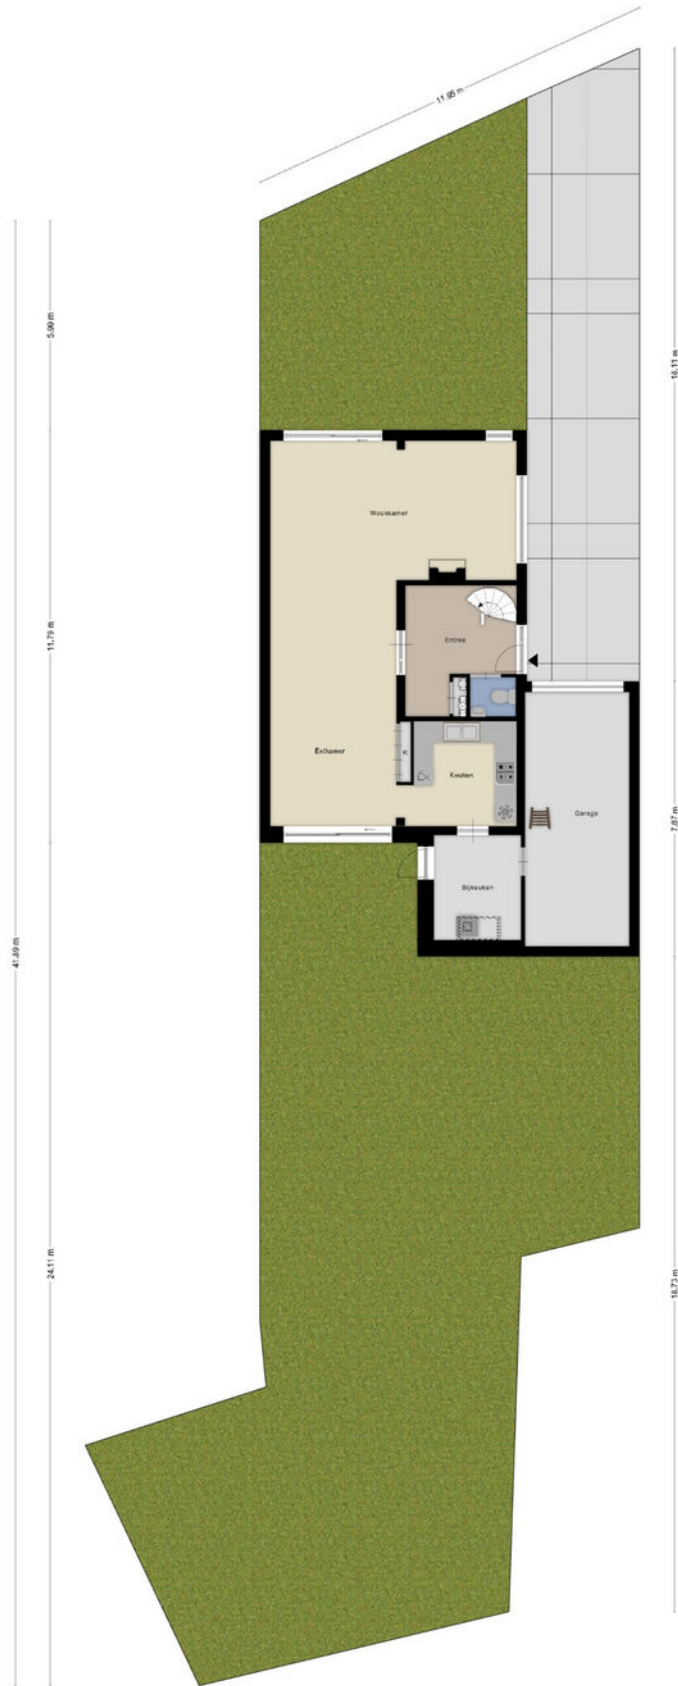 11.95 m
5.99 m
18.11 m
Woonkamer
11.79 m
Entree
Eetkamer
K
Keuken
Garage
7.87 m
Bijkeuken
41.89 m
24.11 m
18.73 m